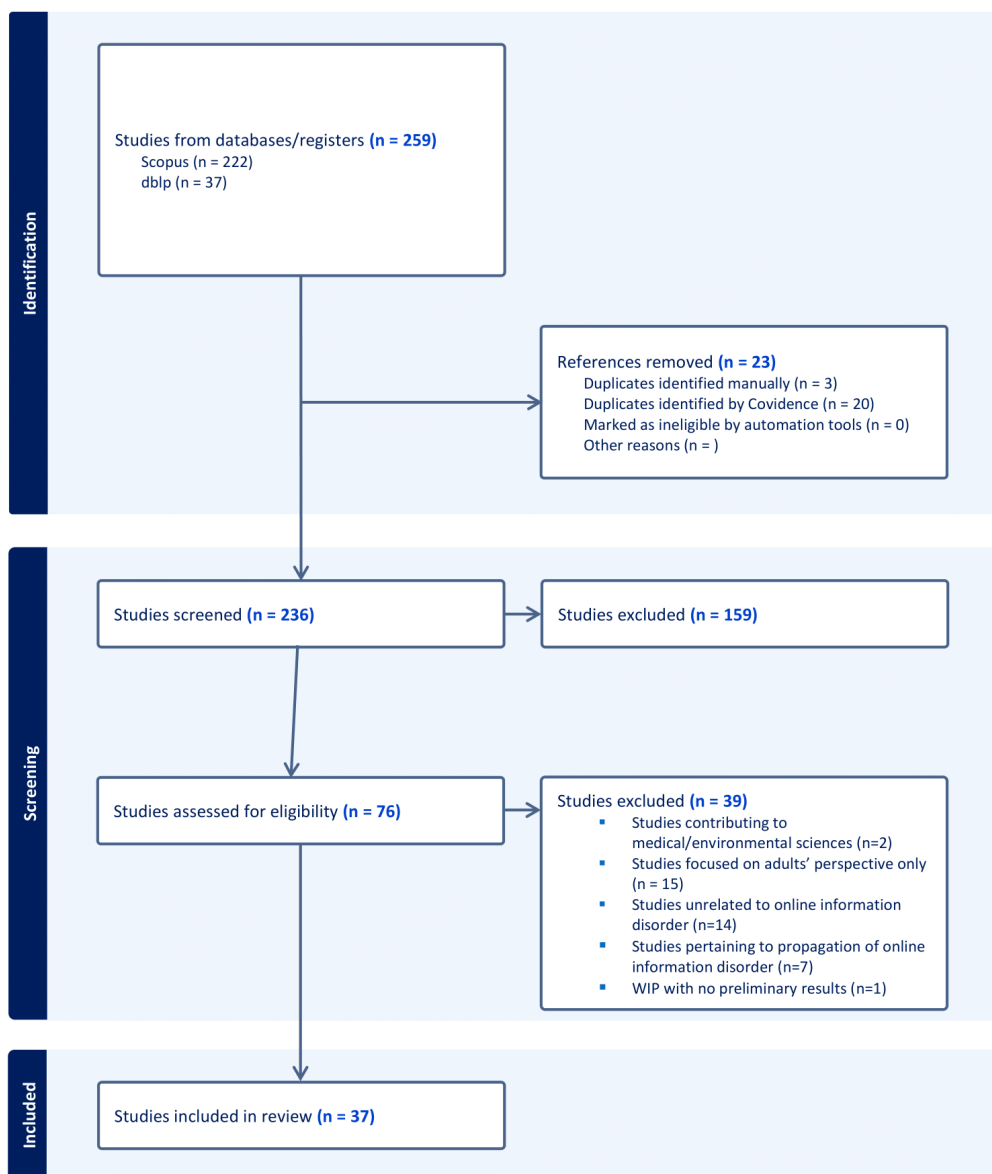 Identification
Studies from databases/registers (n = 259)
Scopus (n = 222)
dblp (n = 37)
References removed (n = 23)
Duplicates identified manually (n = 3)
Duplicates identified by Covidence (n = 20)
Marked as ineligible by automation tools (n = 0)
Other reasons (n = )
Screening
Studies screened (n = 236)
Studies excluded (n = 159)
Studies assessed for eligibility (n = 76)
Studies excluded (n = 39)
▪ Studies contributing to
medical/environmental sciences (n=2)
▪ Studies focused on adults’ perspective only
(n = 15)
▪ Studies unrelated to online information
disorder (n=14)
▪ Studies pertaining to propagation of online
information disorder (n=7)
▪ WIP with no preliminary results (n=1)
Included
Studies included in review (n = 37)